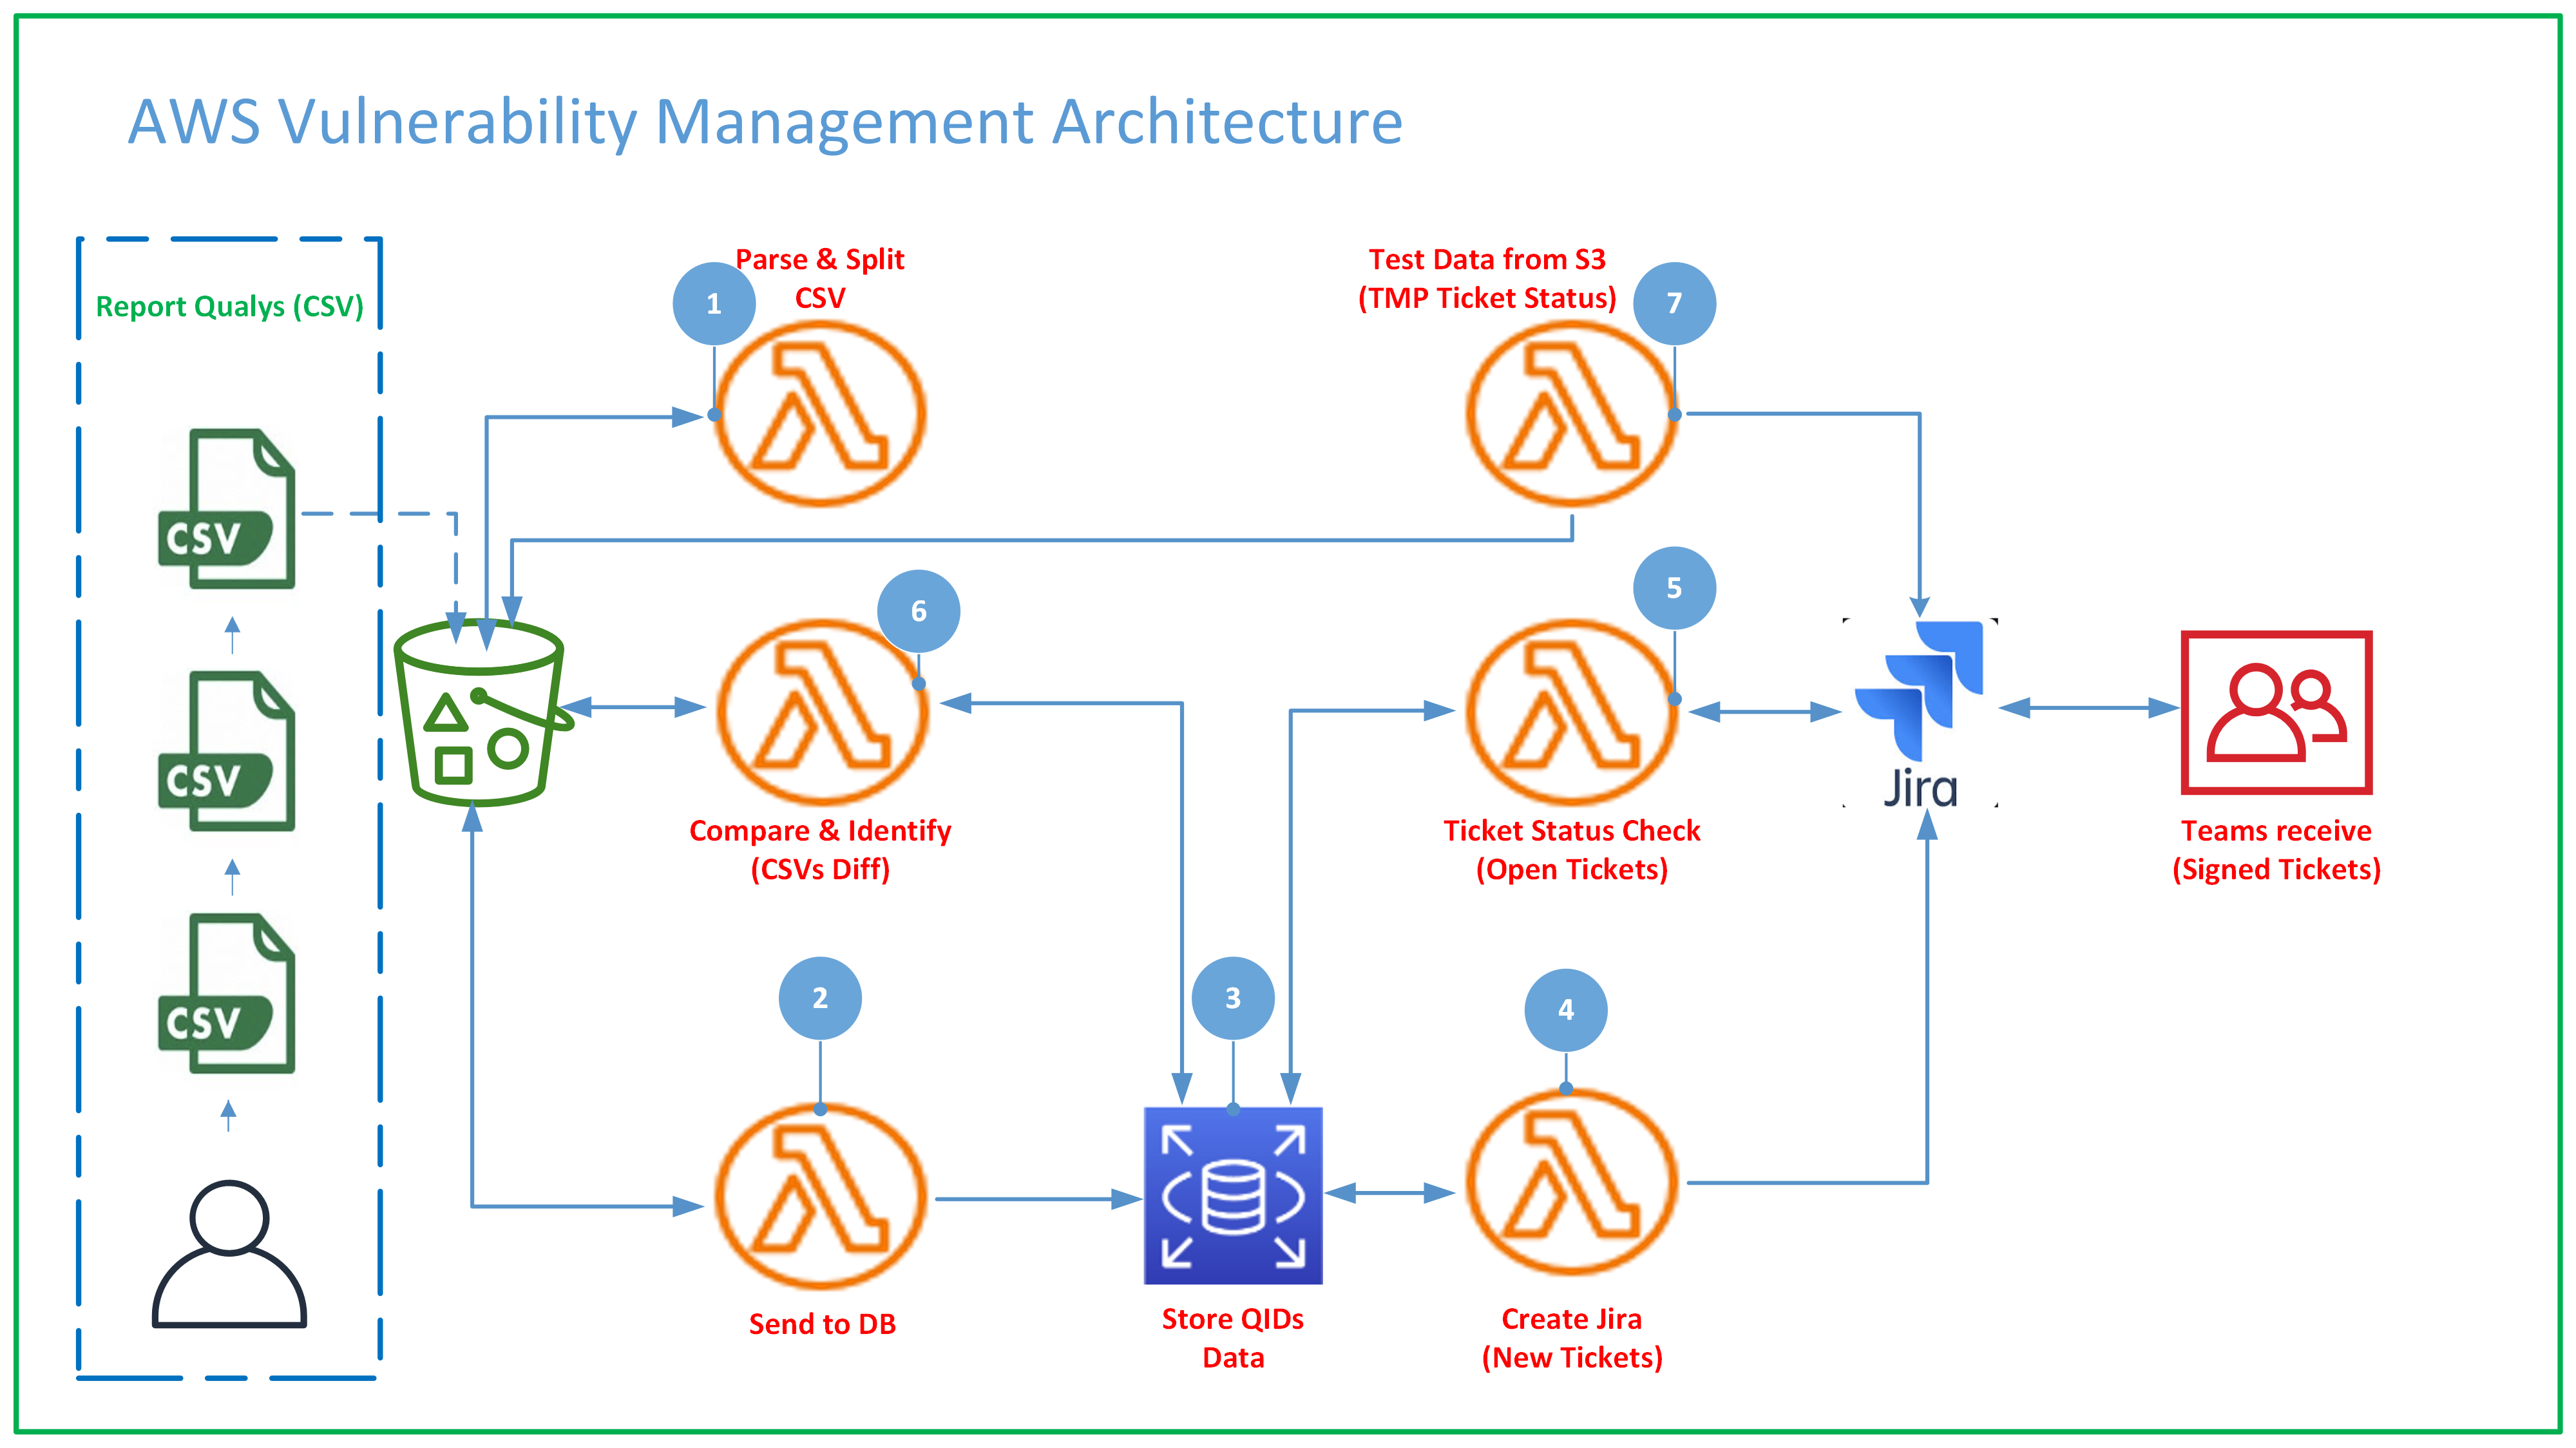 AWS Vulnerability Management Architecture
Report Qualys (CSV)
CSV
CSV
CSV
1
Parse & Split
CSV
Test Data from S3
(TMP Ticket Status)
7
6
Compare & Identify
(CSVs Diff)
5
Ticket Status Check
(Open Tickets)
Jira
Teams receive
(Signed Tickets)
2
Send to DB
3
Store QIDs
Data
4
Create Jira
(New Tickets)